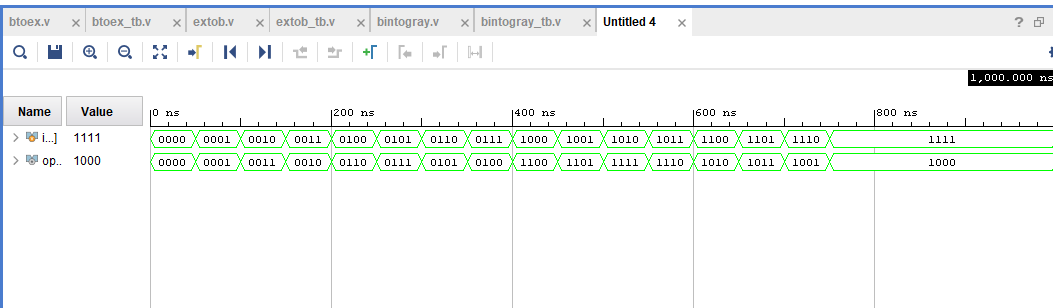 btoex.v btoex_tb.v extob.v extob_tb.v bintogray.v bintogray_tb.v Untitled 4 ?
1,000.000 ns
Name Value 0 ns 200 ns 400 ns 600 ns 800 ns
i...] 1111 0000 0001 0010 0011 0100 0101 0110 0111 1000 1001 1010 1011 1100 1101 1110 1111
op.. 1000 0000 0001 0011 0010 0110 0111 0101 0100 1100 1101 1111 1110 1010 1011 1001 1000